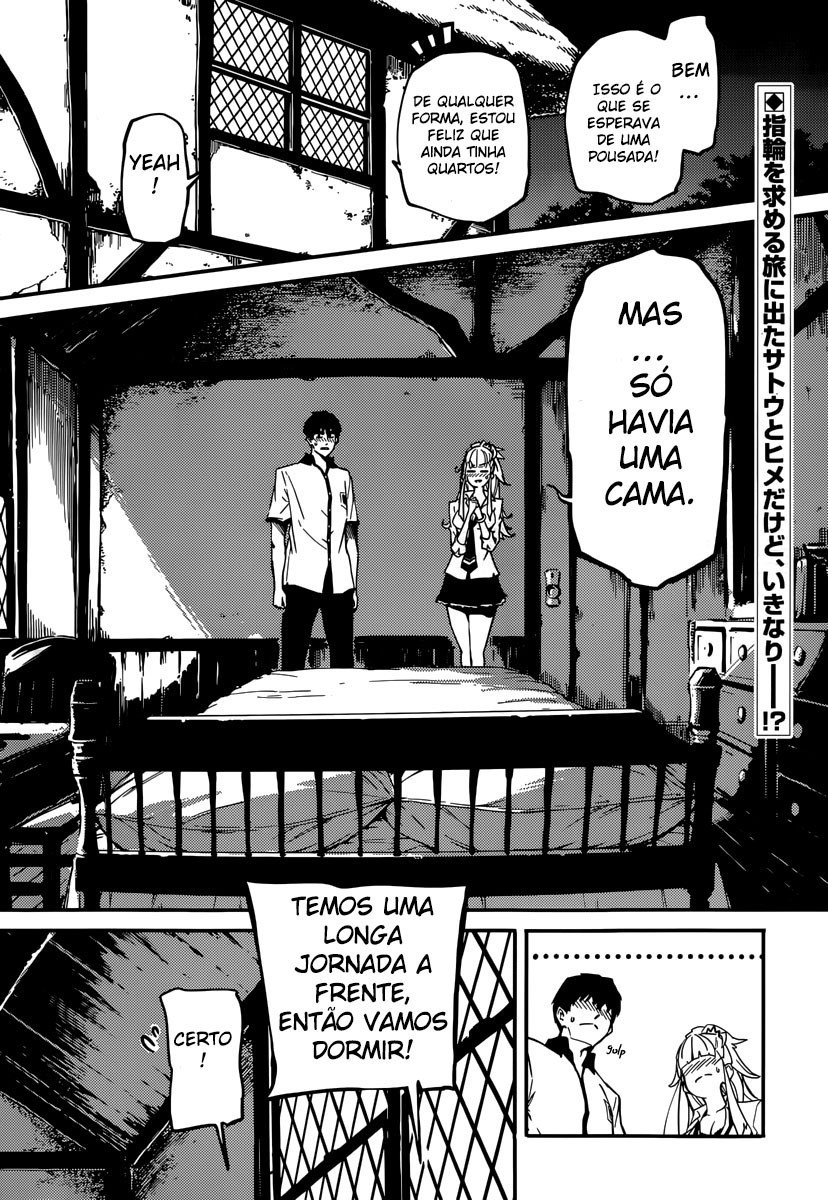 ◆指輪を求める旅に出たサトウとヒメだけど、いきなり――!?
BEM
...
ISSO É O
QUE SE
ESPERAVA
DE UMA
POUSADA!
DE QUALQUER
FORMA, ESTOU
FELIZ QUE
AINDA TINHA
QUARTOS!
YEAH
!
MAS
...
SÓ
HAVIA
UMA
CAMA.
gulp
TEMOS UMA
LONGA
JORNADA A
FRENTE,
ENTÃO VAMOS
DORMIR!
CERTO
!